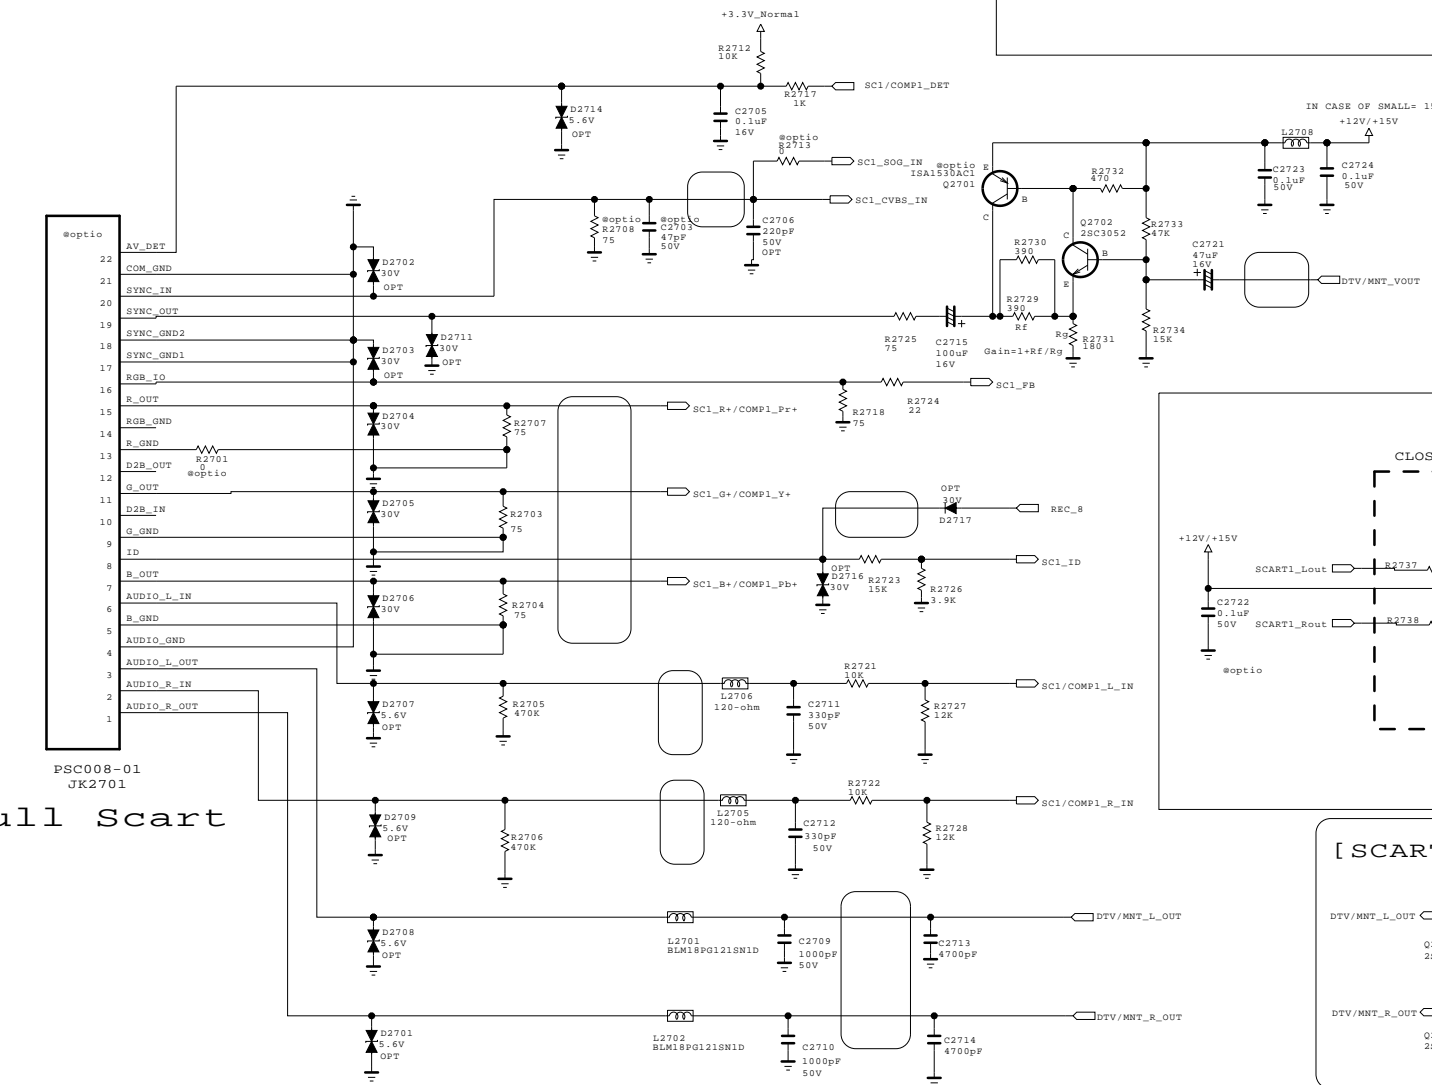 +3.3V_Normal
R2712
10K
R2717
1K
SC1/COMP1_DET
D2714
5.6V
OPT
C2705
0.1uF
16V
@optio
R2713
0
SC1_SOG_IN
SC1_CVBS_IN
@optio
R2708
75
@optio
C2703
47pF
50V
C2706
220pF
50V
OPT
@optio
ISA1530AC1
Q2701
E
B
C
R2732
470
Q2702
2SC3052
C
B
E
R2730
390
R2729
390
Rf
Rg
R2731
180
Gain=1+Rf/Rg
R2733
47K
R2734
15K
IN CASE OF SMALL= 1
+12V/+15V
L2708
C2723
0.1uF
50V
C2724
0.1uF
50V
C2721
47uF
16V
+
DTV/MNT_VOUT
R2725
75
C2715
100uF
16V
+
@optio
AV_DET
22
COM_GND
21
SYNC_IN
20
SYNC_OUT
19
SYNC_GND2
18
SYNC_GND1
17
RGB_IO
16
R_OUT
15
RGB_GND
14
R_GND
13
D2B_OUT
12
G_OUT
11
D2B_IN
10
G_GND
9
ID
8
B_OUT
7
AUDIO_L_IN
6
B_GND
5
AUDIO_GND
4
AUDIO_L_OUT
3
AUDIO_R_IN
2
AUDIO_R_OUT
1
PSC008-01
JK2701
ull Scart
R2701
0
@optio
D2702
30V
OPT
D2711
30V
OPT
D2703
30V
OPT
D2704
30V
R2707
75
SC1_R+/COMP1_Pr+
R2718
75
R2724
22
SC1_FB
D2705
30V
R2703
75
SC1_G+/COMP1_Y+
OPT
30V
D2717
REC_8
OPT
D2716
30V
R2723
15K
R2726
3.9K
SC1_ID
D2706
30V
R2704
75
SC1_B+/COMP1_Pb+
D2707
5.6V
OPT
R2705
470K
L2706
120-ohm
C2711
330pF
50V
R2721
10K
R2727
12K
SC1/COMP1_L_IN
D2709
5.6V
OPT
R2706
470K
L2705
120-ohm
C2712
330pF
50V
R2722
10K
R2728
12K
SC1/COMP1_R_IN
D2708
5.6V
OPT
L2701
BLM18PG121SN1D
C2709
1000pF
50V
C2713
4700pF
DTV/MNT_L_OUT
D2701
5.6V
OPT
L2702
BLM18PG121SN1D
C2710
1000pF
50V
C2714
4700pF
DTV/MNT_R_OUT
CLOS
+12V/+15V
C2722
0.1uF
50V
@optio
SCART1_Lout
R2737
SCART1_Rout
R2738
[SCAR
DTV/MNT_L_OUT
DTV/MNT_R_OUT